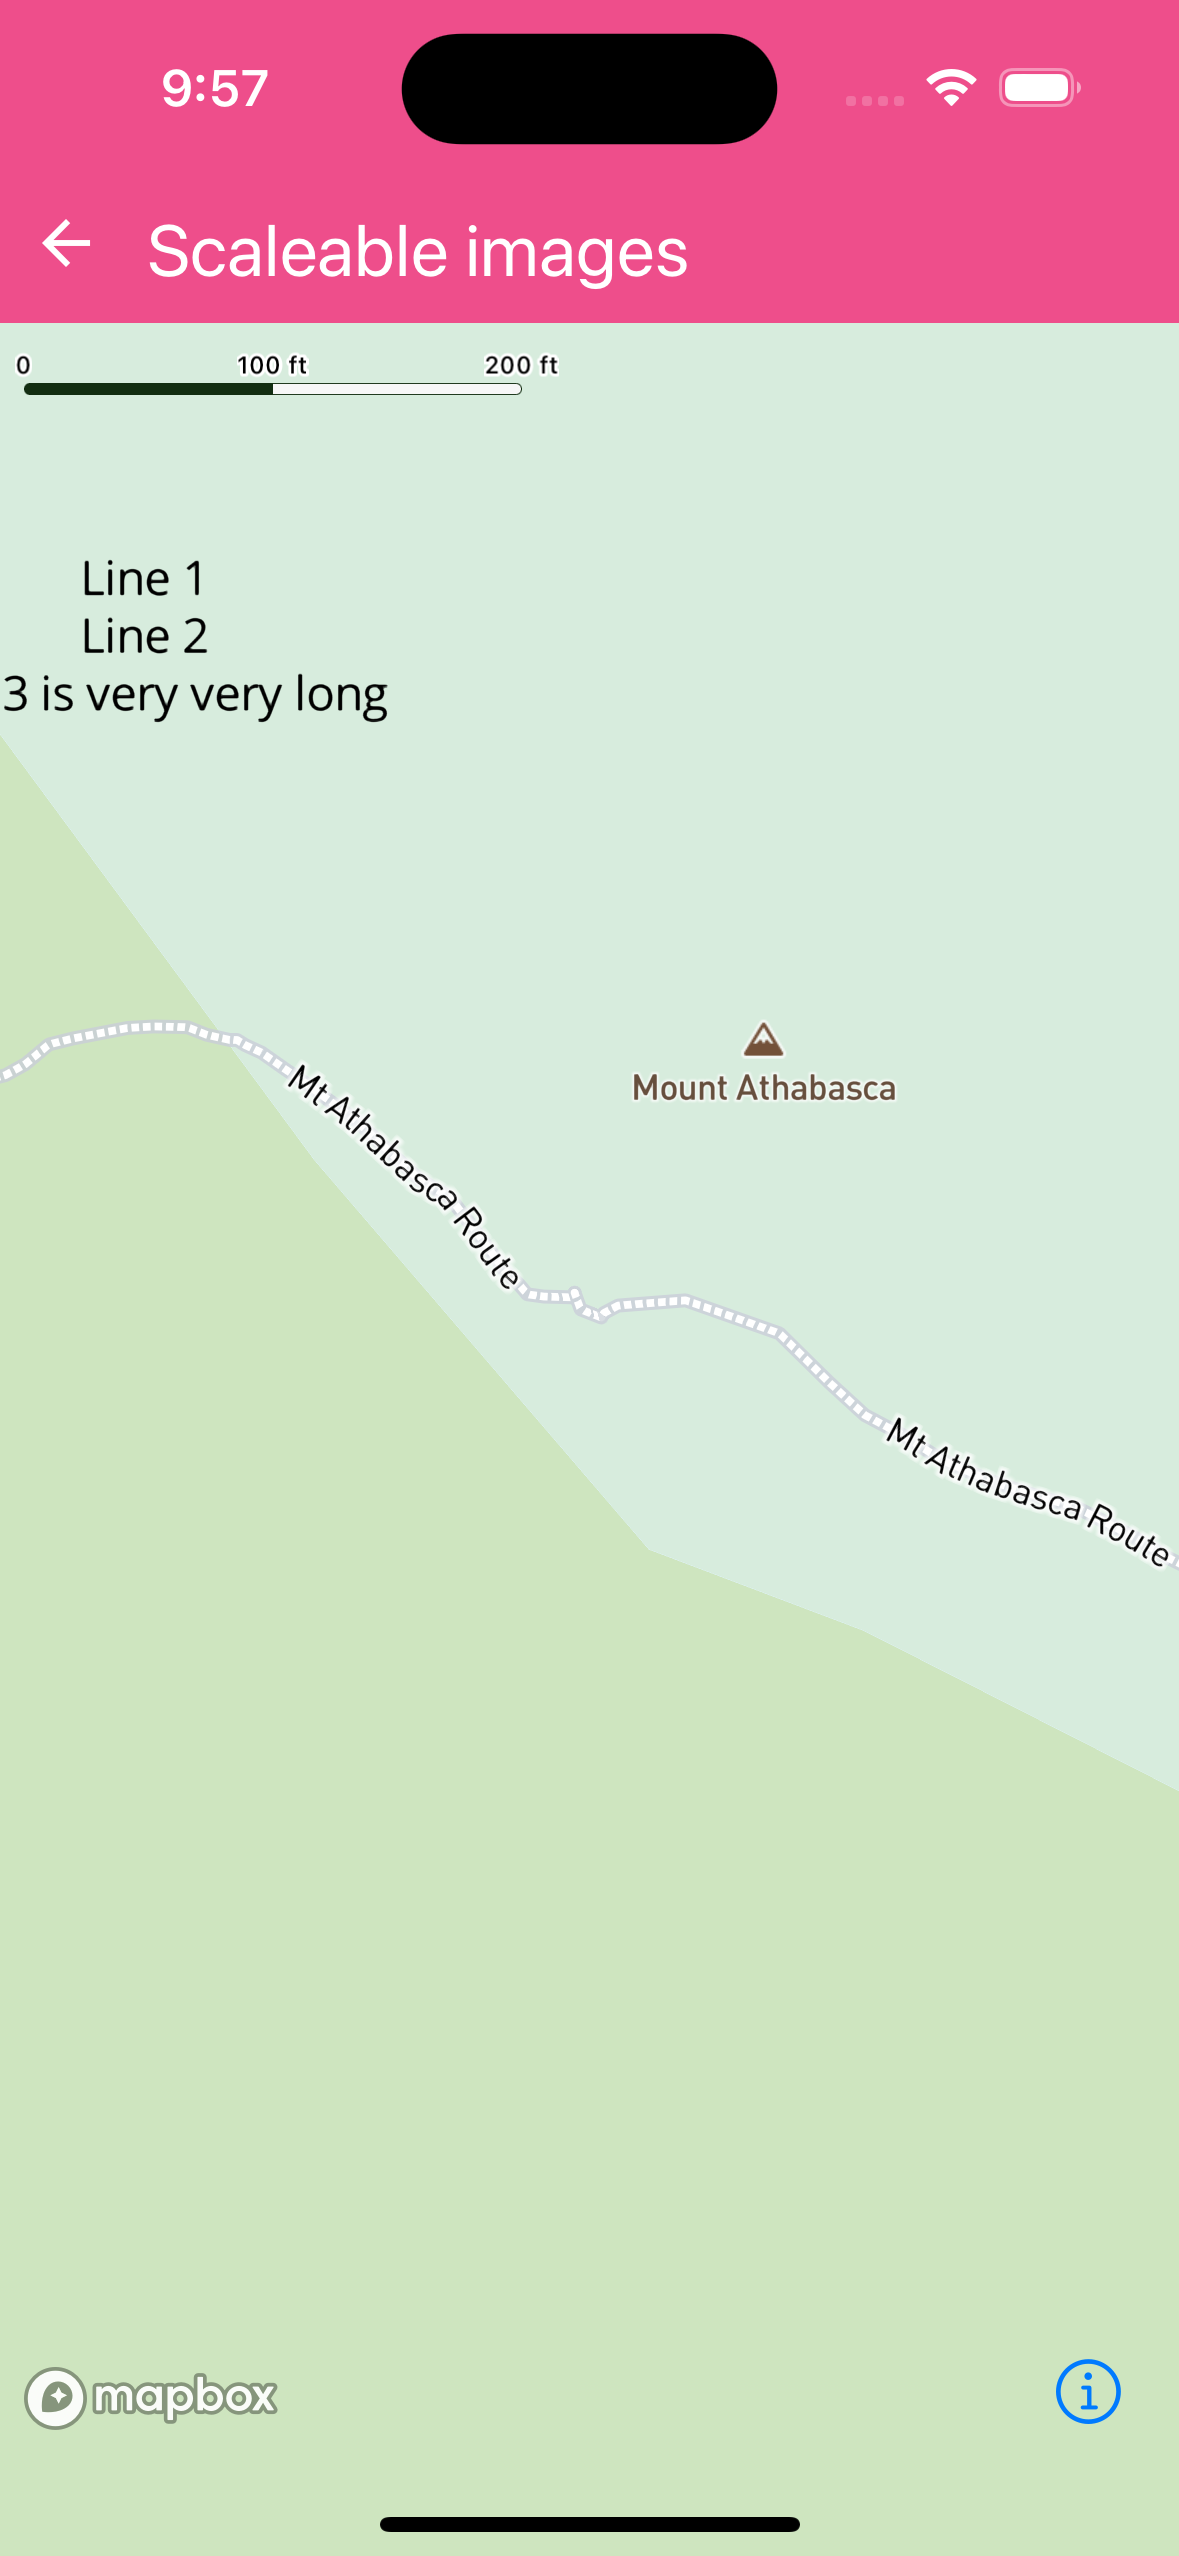 9:57
Scaleable images
0 100 ft 200 ft
Line 1
Line 2
3 is very very long
Mount Athabasca
Mt Athabasca Route
Mt Athabasca Route
mapbox
i